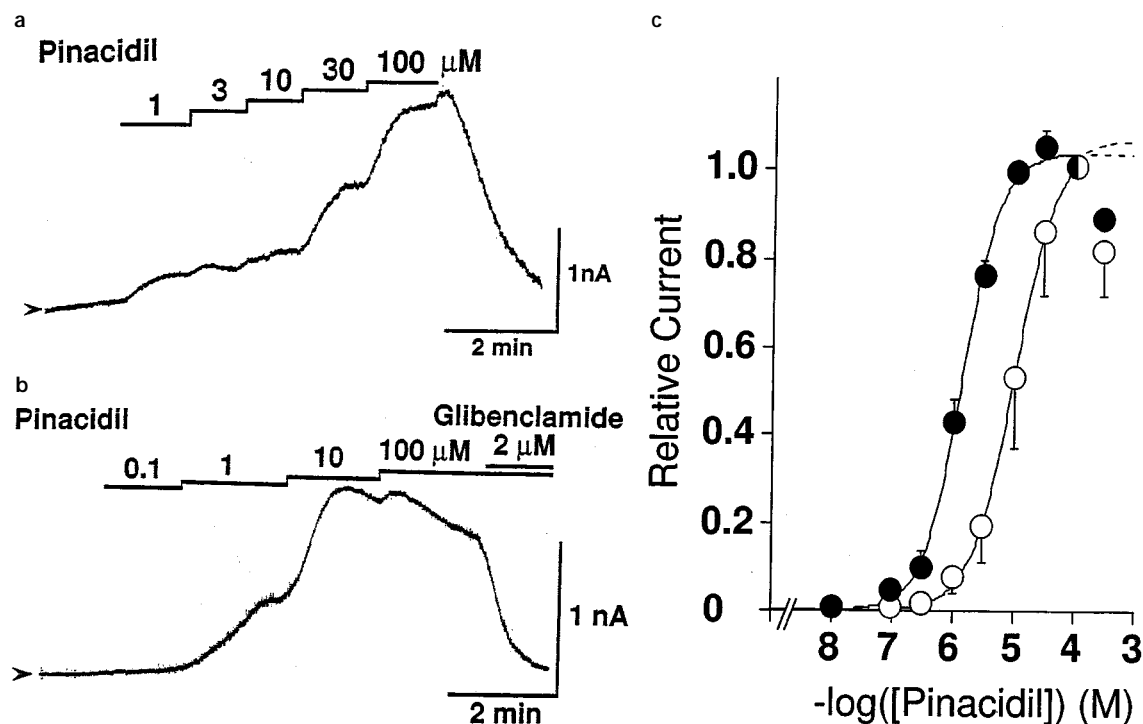 a
Pinacidil
1 3 10 30 100 μM
1nA
2 min
b
Pinacidil
Glibenclamide
0.1 1 10 100 μM 2 μM
1 nA
2 min
c
Relative Current
1.0
0.8
0.6
0.4
0.2
0
8 7 6 5 4 3
-log([Pinacidil]) (M)